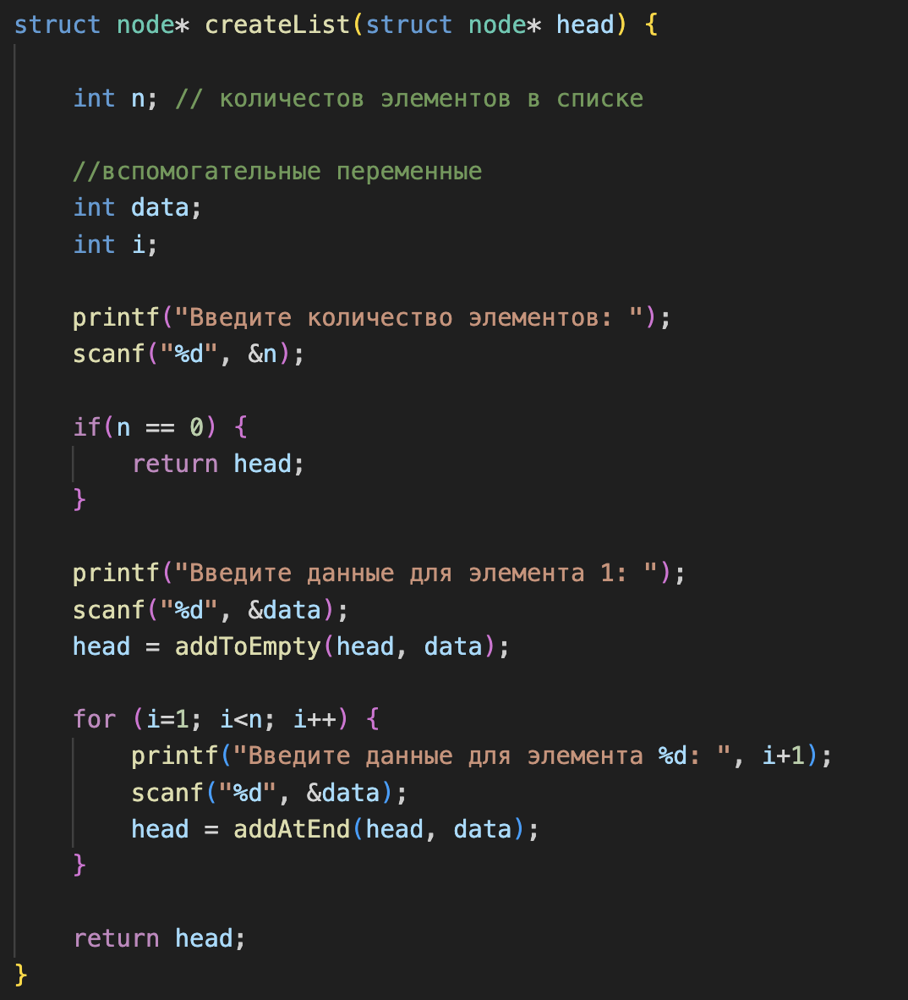 struct node* createList(struct node* head) {
int n; // количестов элементов в списке
//вспомогательные переменные
int data;
int i;
printf("Введите количество элементов: ");
scanf("%d", &n);
if(n == 0) {
return head;
}
printf("Введите данные для элемента 1: ");
scanf("%d", &data);
head = addToEmpty(head, data);
for (i=1; i<n; i++) {
printf("Введите данные для элемента %d: ", i+1);
scanf("%d", &data);
head = addAtEnd(head, data);
}
return head;
}